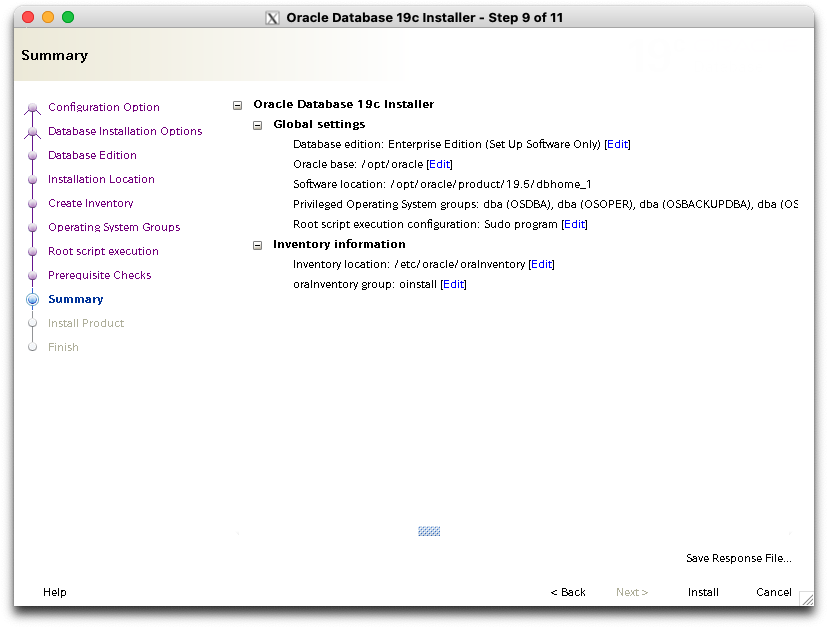 Oracle Database 19c Installer - Step 9 of 11
Summary
Configuration Option
Database Installation Options
Database Edition
Installation Location
Create Inventory
Operating System Groups
Root script execution
Prerequisite Checks
Summary
Install Product
Finish
Oracle Database 19c Installer
Global settings
Database edition: Enterprise Edition (Set Up Software Only) [Edit]
Oracle base: /opt/oracle [Edit]
Software location: /opt/oracle/product/19.6/dbhome_1
Privileged Operating System groups: dba (OSDBA), dba (OSOPER), dba (OSBACKUPDBA), dba (OS
Root script execution configuration: Sudo program [Edit]
Inventory information
Inventory location: /etc/oracle/oraInventory [Edit]
oraInventory group: oinstall [Edit]
Save Response File...
Help
< Back
Next >
Install
Cancel